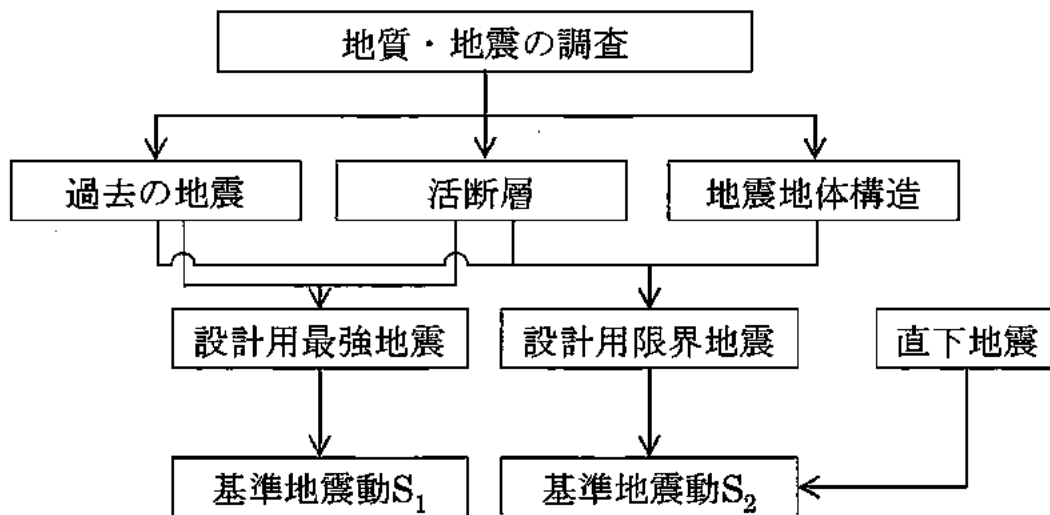 地質・地震の調査
過去の地震
活断層
地震地体構造
設計用最強地震
設計用限界地震
直下地震
基準地震動S₁
基準地震動S₂